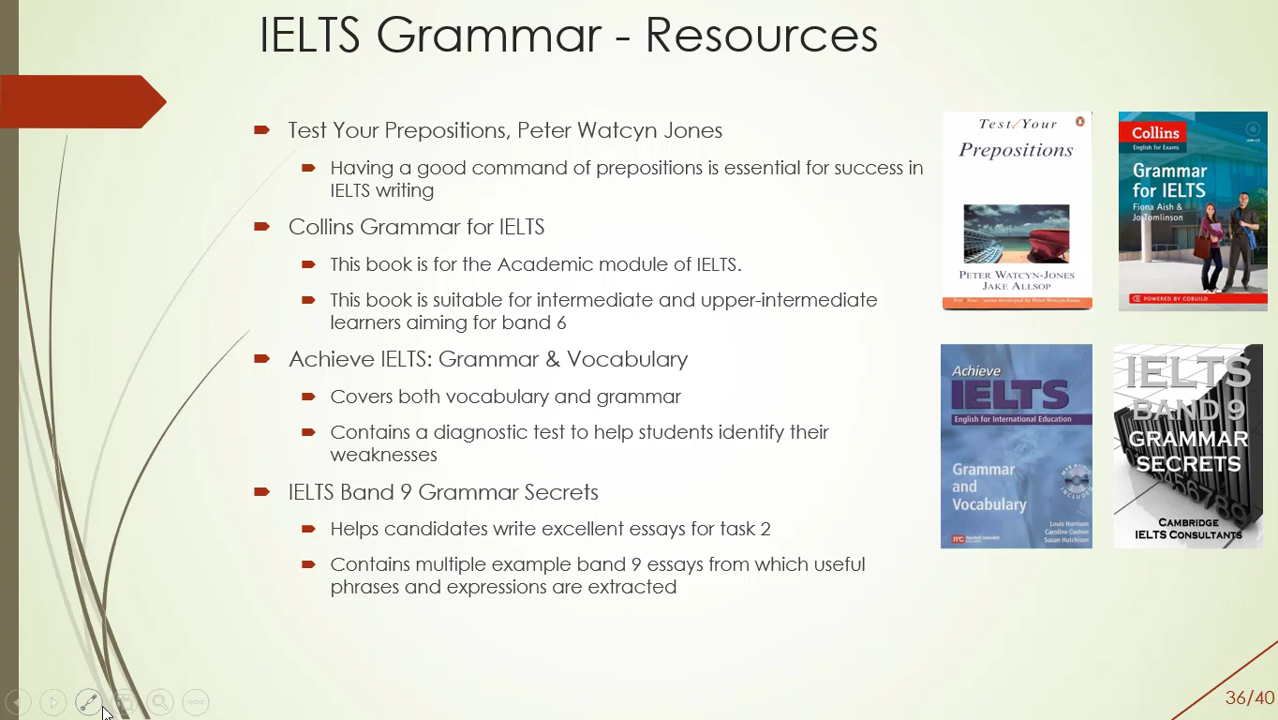 IELTS Grammar - Resources
Test Your Prepositions, Peter Watcyn Jones
Having a good command of prepositions is essential for success in
IELTS writing
Collins Grammar for IELTS
This book is for the Academic module of IELTS.
This book is suitable for intermediate and upper-intermediate
learners aiming for band 6
Achieve IELTS: Grammar & Vocabulary
Covers both vocabulary and grammar
Contains a diagnostic test to help students identify their
weaknesses
IELTS Band 9 Grammar Secrets
Helps candidates write excellent essays for task 2
Contains multiple example band 9 essays from which useful
phrases and expressions are extracted
Test Your
Prepositions
PETER WATCYN-JONES
JAKE ALLSOP
Collins
English for Exams
Grammar
for IELTS
Fiona Aish &
Jo Tomlinson
POWERED BY COBUILD
Achieve
IELTS
English for International Education
Grammar
and
Vocabulary
MP3 AUDIO
INCLUDED
Louis Harrison
Caroline Cushen
Susan Hutchison
IELTS
BAND 9
GRAMMAR
SECRETS
CAMBRIDGE
IELTS CONSULTANTS
36/40